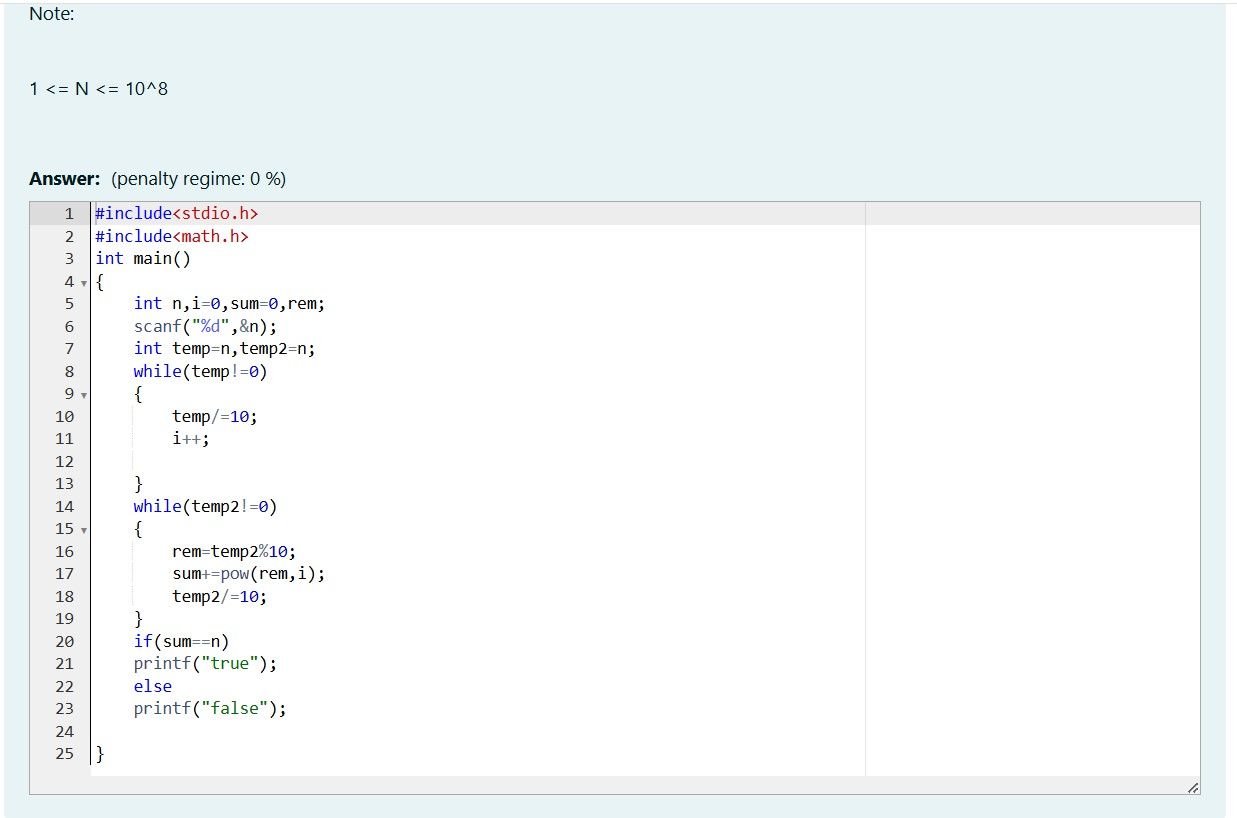 Note:
1 <= N <= 10^8
Answer: (penalty regime: 0 %)
1 #include<stdio.h>
2 #include<math.h>
3 int main()
4 {
5     int n,i=0,sum=0,rem;
6     scanf("%d",&n);
7     int temp=n,temp2=n;
8     while(temp!=0)
9     {
10         temp/=10;
11         i++;
12
13     }
14     while(temp2!=0)
15     {
16         rem=temp2%10;
17         sum+=pow(rem,i);
18         temp2/=10;
19     }
20     if(sum==n)
21     printf("true");
22     else
23     printf("false");
24
25 }